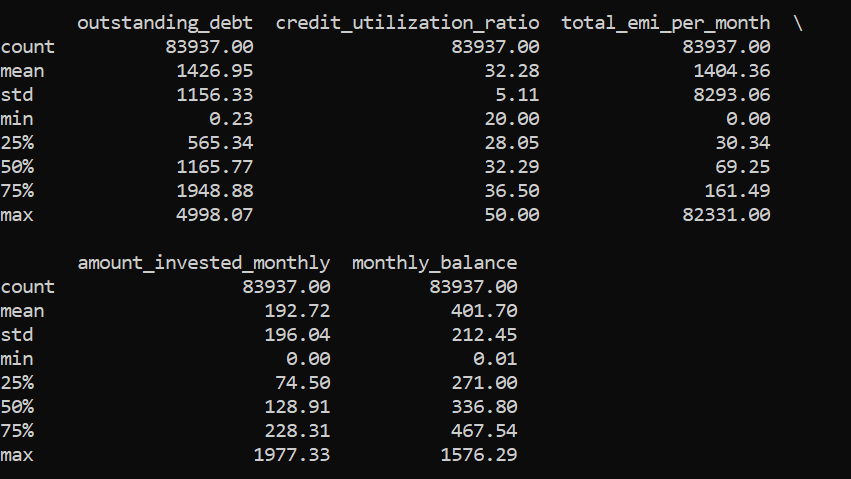 outstanding_debt  credit_utilization_ratio  total_emi_per_month  \
count          83937.00                  83937.00             83937.00
mean            1426.95                     32.28              1404.36
std             1156.33                      5.11              8293.06
min                0.23                     20.00                 0.00
25%              565.34                     28.05                30.34
50%             1165.77                     32.29                69.25
75%             1948.88                     36.50               161.49
max             4998.07                     50.00             82331.00

       amount_invested_monthly  monthly_balance
count                 83937.00         83937.00
mean                    192.72           401.70
std                     196.04           212.45
min                       0.00             0.01
25%                      74.50           271.00
50%                     128.91           336.80
75%                     228.31           467.54
max                    1977.33          1576.29